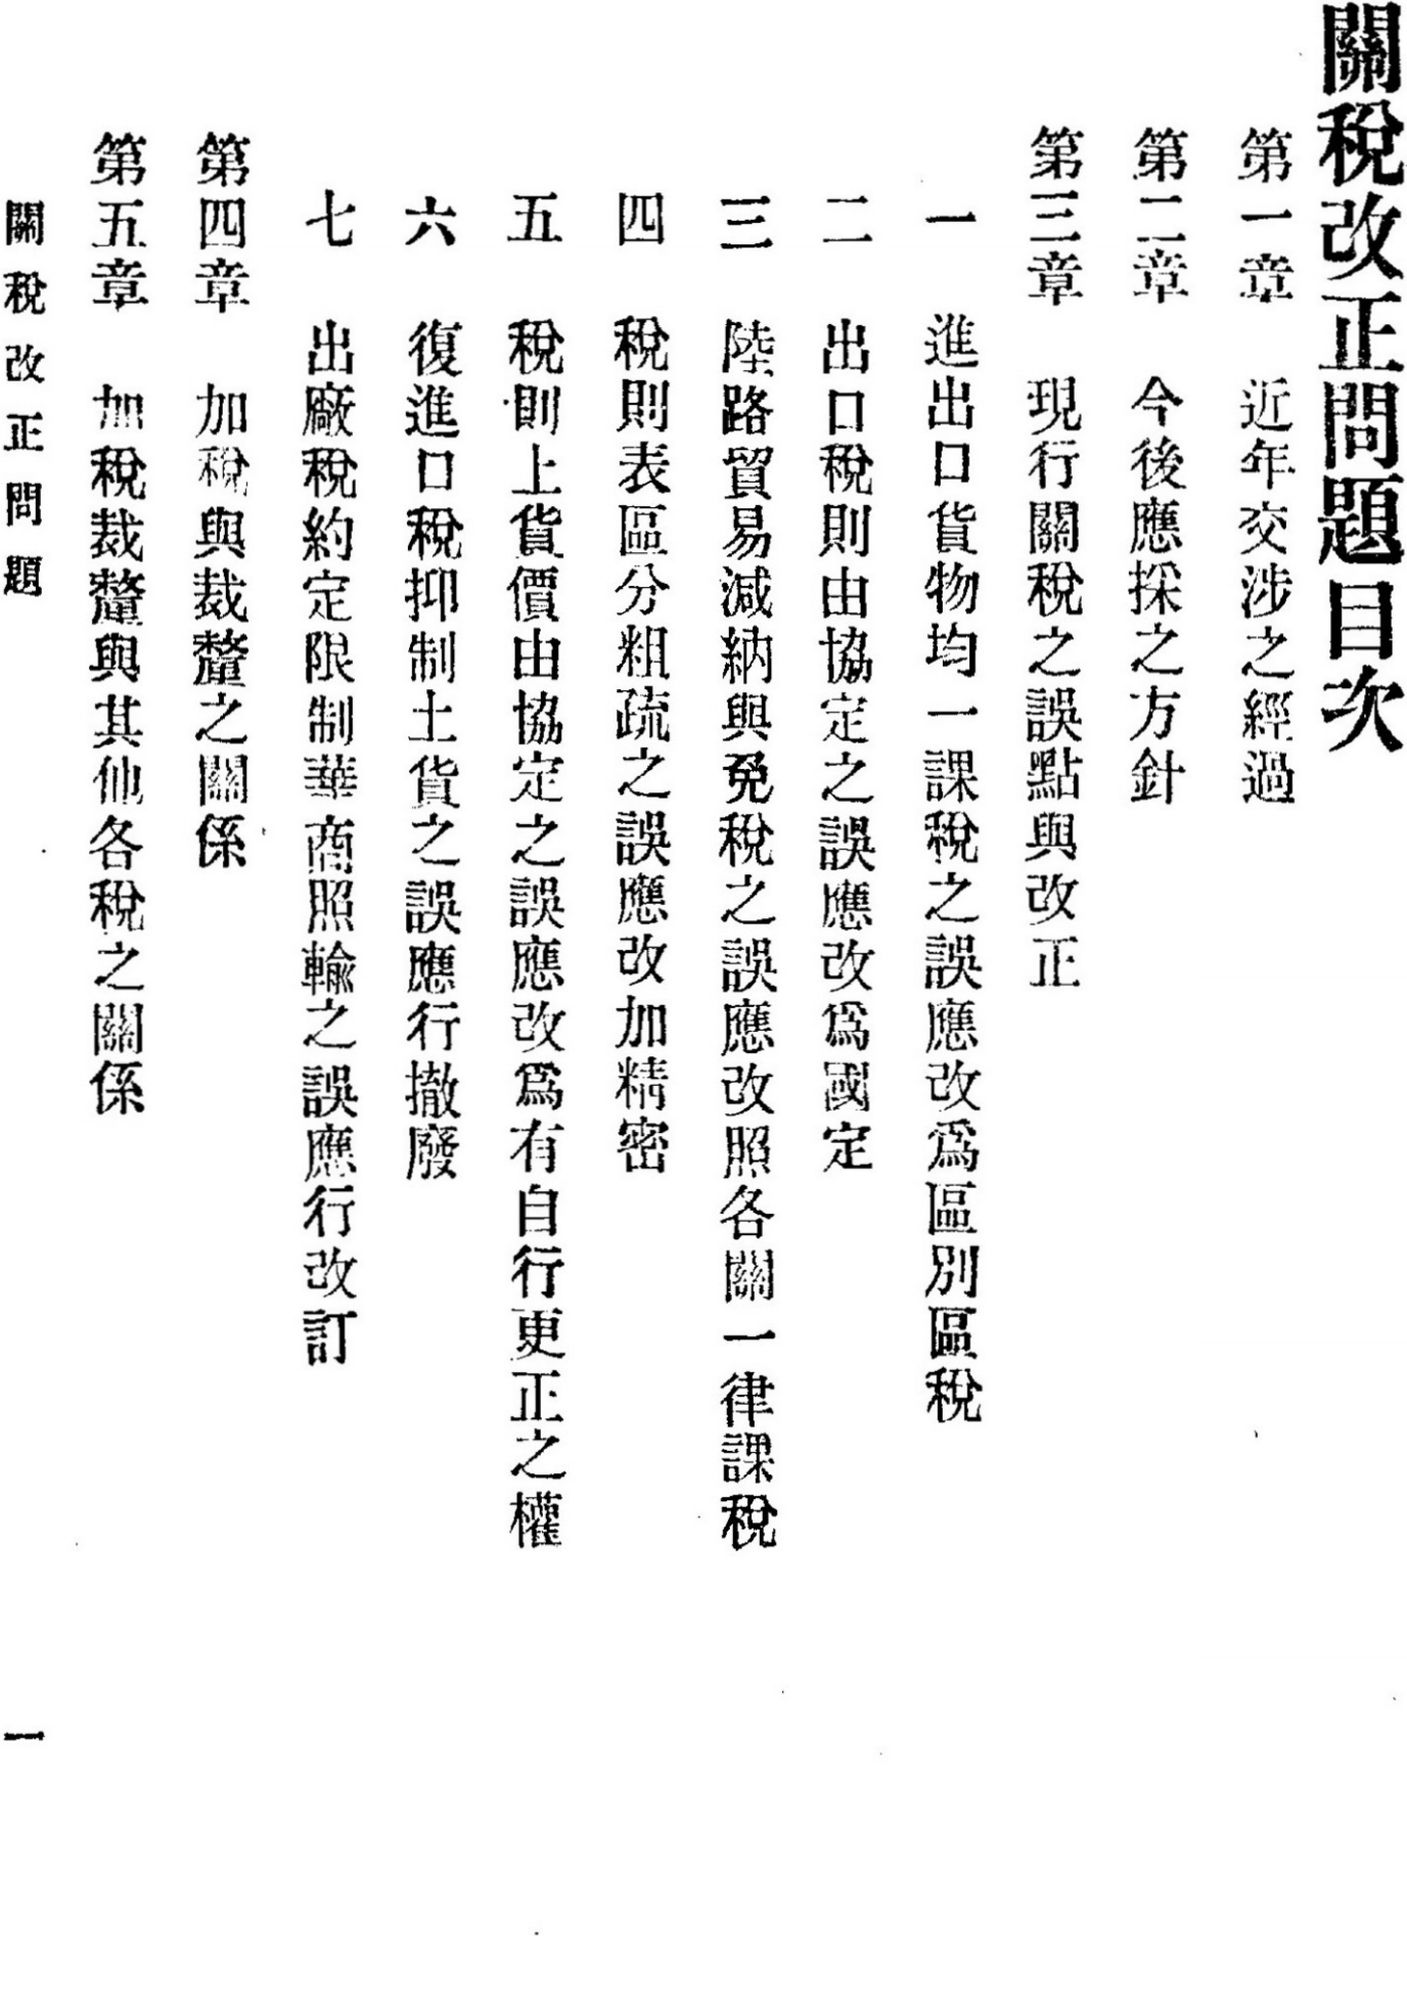 關稅改正問題目次
第一章　近年交涉之經過
第二章　今後應採之方針
第三章　現行關稅之誤點與改正
一　進出口貨物均一課稅之誤應改爲區別區稅
二　出口稅則由協定之誤應改爲國定
三　陸路貿易減納與免稅之誤應改照各關一律課稅
四　稅則表區分粗疏之誤應改加精密
五　稅則上貨價由協定之誤應改爲有自行更正之權
六　復進口稅抑制土貨之誤應行撤廢
七　出廠稅約定限制華商照輸之誤應行改訂
第四章　加稅與裁釐之關係
第五章　加稅裁釐與其他各稅之關係
關稅改正問題
一